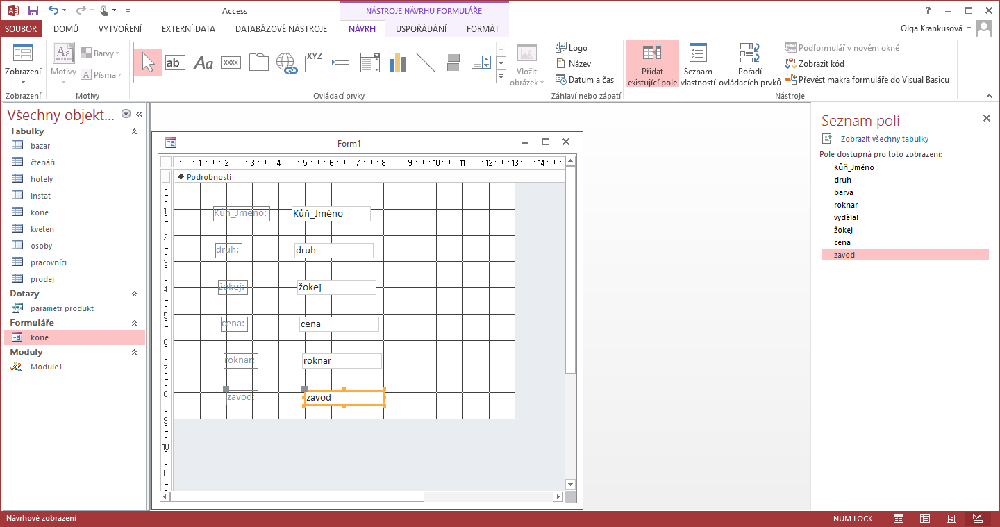 Access
NÁSTROJE NÁVRHU FORMULÁŘE
?
SOUBOR
DOMŮ
VYTVOŘENÍ
EXTERNÍ DATA
DATABÁZOVÉ NÁSTROJE
NÁVRH
USPOŘÁDÁNÍ
FORMÁT
Olga Krankusová
Zobrazení
Zobrazení
Aa
Motivy
Barvy
A Písma
Motivy
ab
Aa
xxxx
XYZ
Ovládací prvky
Vložit
obrázek
Logo
Název
Datum a čas
Záhlaví nebo zápatí
Přidat
existující pole
Seznam
vlastností
Pořadí
ovládacích prvků
Podformulář v novém okně
Zobrazit kód
Převést makra formuláře do Visual Basicu
Nástroje
Všechny objekt...
Tabulky
bazar
čtenáři
hotely
instat
kone
kveten
osoby
pracovníci
prodej
Dotazy
parametr produkt
Formuláře
kone
Moduly
Module1
Form1
1 2 3 4 5 6 7 8 9 10 11 12 13 14
Podrobnosti
1
2
3
4
5
6
7
8
9
10
11
Kůň_Jméno: Kůň_Jméno
druh: druh
žokej: žokej
cena: cena
roknar: roknar
zavod: zavod
Seznam polí
Zobrazit všechny tabulky
Pole dostupná pro toto zobrazení:
Kůň_Jméno
druh
barva
roknar
vydělal
žokej
cena
zavod
Návrhové zobrazení
NUM LOCK